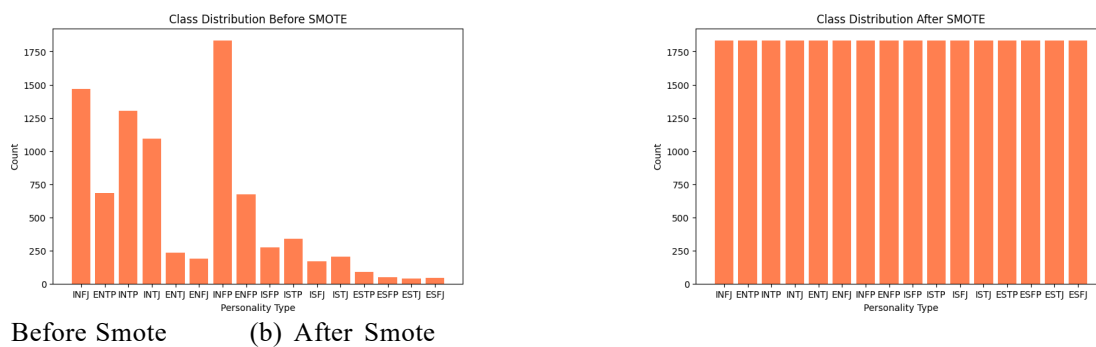 Class Distribution Before SMOTE
1750
1500
1250
1000
750
500
250
0
Count
INFJ ENTP INTP INTJ ENTJ ENFJ INFP ENFP ISFP ISTP ISFJ ISTJ ESTP ESFP ESTJ ESFJ
Personality Type
Class Distribution After SMOTE
1750
1500
1250
1000
750
500
250
0
Count
INFJ ENTP INTP INTJ ENTJ ENFJ INFP ENFP ISFP ISTP ISFJ ISTJ ESTP ESFP ESTJ ESFJ
Personality Type
Before Smote (b) After Smote